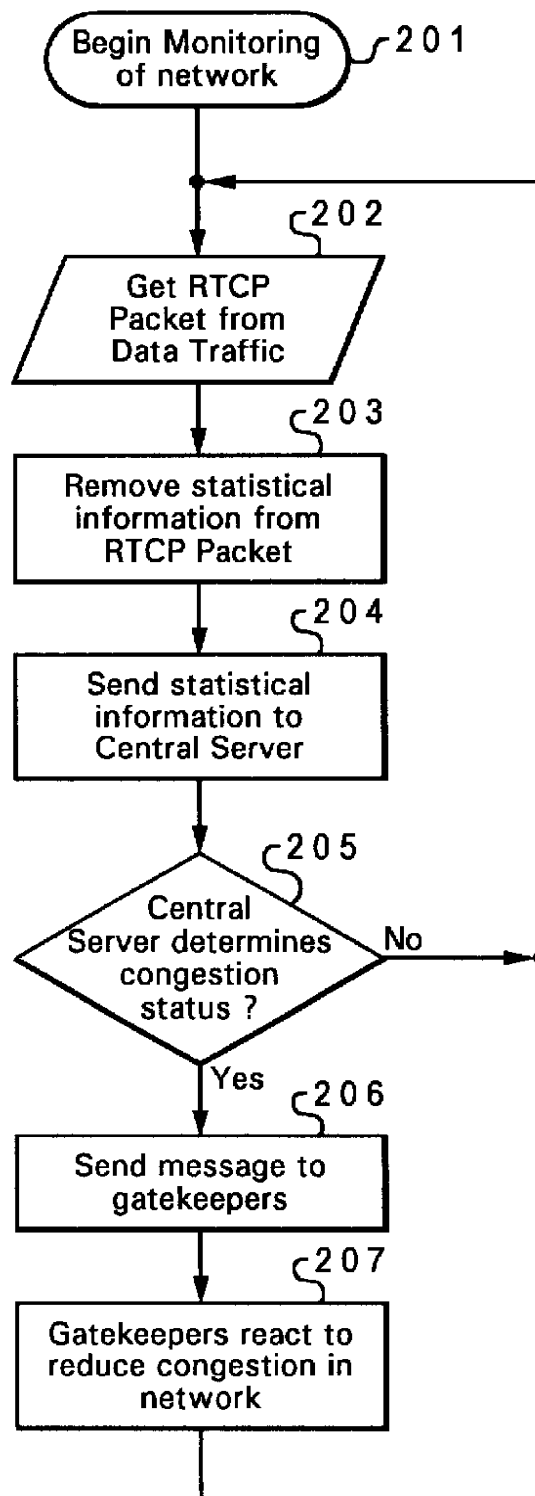 Begin Monitoring
of network
201
202
Get RTCP
Packet from
Data Traffic
203
Remove statistical
information from
RTCP Packet
204
Send statistical
information to
Central Server
205
Central
Server determines
congestion
status ?
No
Yes
206
Send message to
gatekeepers
207
Gatekeepers react to
reduce congestion in
network